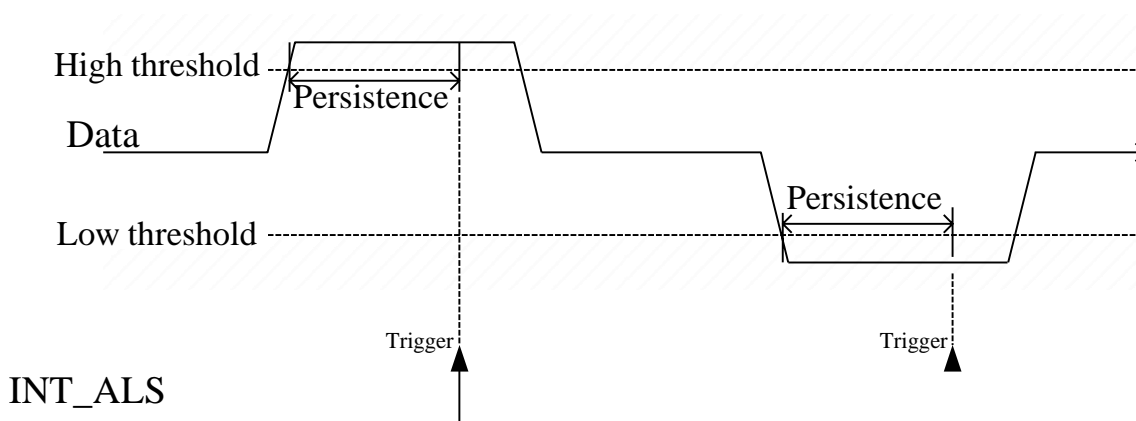 High threshold
Persistence
Data
Persistence
Low threshold
Trigger
Trigger
INT_ALS